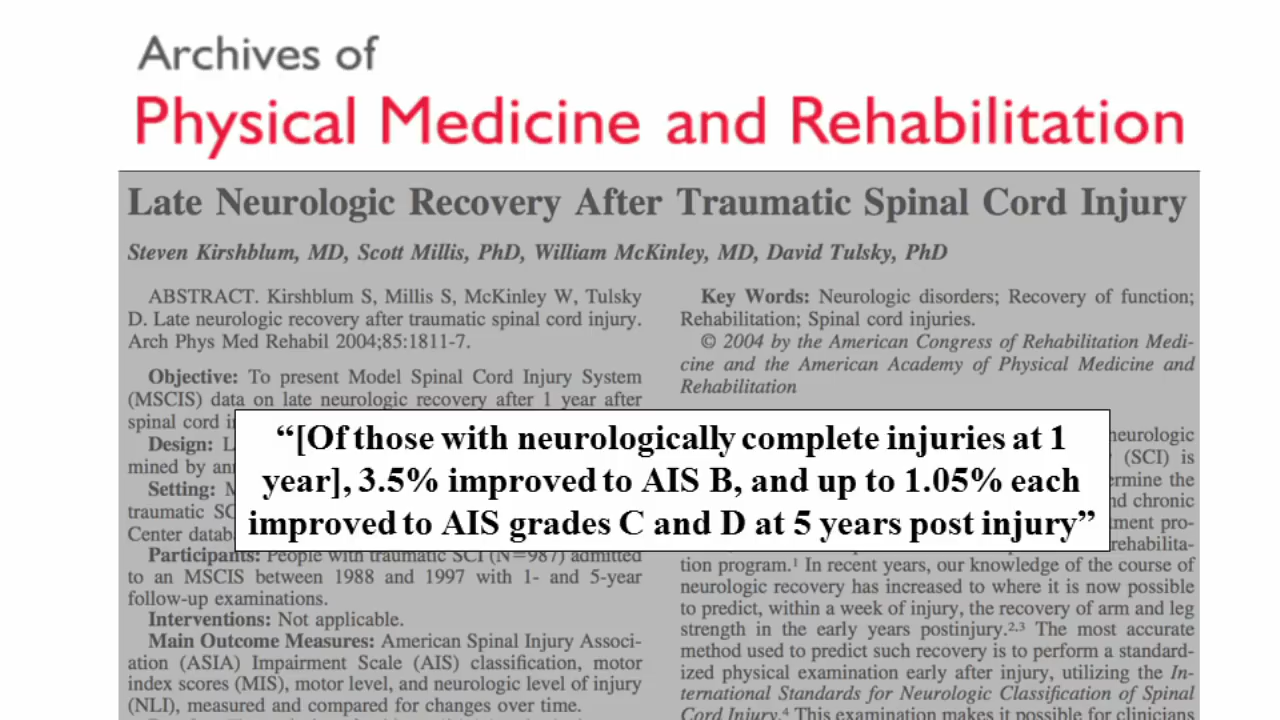 Archives of
Physical Medicine and Rehabilitation
Late Neurologic Recovery After Traumatic Spinal Cord Injury
Steven Kirshblum, MD, Scott Millis, PhD, William McKinley, MD, David Tulsky, PhD
ABSTRACT. Kirshblum S, Millis S, McKinley W, Tulsky
D. Late neurologic recovery after traumatic spinal cord injury.
Arch Phys Med Rehabil 2004;85:1811-7.
Objective: To present Model Spinal Cord Injury System
(MSCIS) data on late neurologic recovery after 1 year after
spinal cord
Design:
mined by
Setting:
traumatic
Center
Participants: People with traumatic SCI (N=987) admitted
to an MSCIS between 1988 and 1997 with 1- and 5-year
follow-up examinations.
Interventions: Not applicable.
Main Outcome Measures: American Spinal Injury Associ-
ation (ASIA) Impairment Scale (AIS) classification, motor
index scores (MIS), motor level, and neurologic level of injury
(NLI), measured and compared for changes over time.
“[Of those with neurologically complete injuries at 1
year], 3.5% improved to AIS B, and up to 1.05% each
improved to AIS grades C and D at 5 years post injury”
Key Words: Neurologic disorders; Recovery of function;
Rehabilitation; Spinal cord injuries.
© 2004 by the American Congress of Rehabilitation Medi-
cine and the American Academy of Physical Medicine and
Rehabilitation
neurologic
(SCI) is
the
chronic
pro-
rehabilita-
tion program.¹ In recent years, our knowledge of the course of
neurologic recovery has increased to where it is now possible
to predict, within a week of injury, the recovery of arm and leg
strength in the early years postinjury.²,³ The most accurate
method used to predict such recovery is to perform a standard-
ized physical examination early after injury, utilizing the In-
ternational Standards for Neurologic Classification of Spinal
Cord Injury.⁴ This examination makes it possible for clinicians